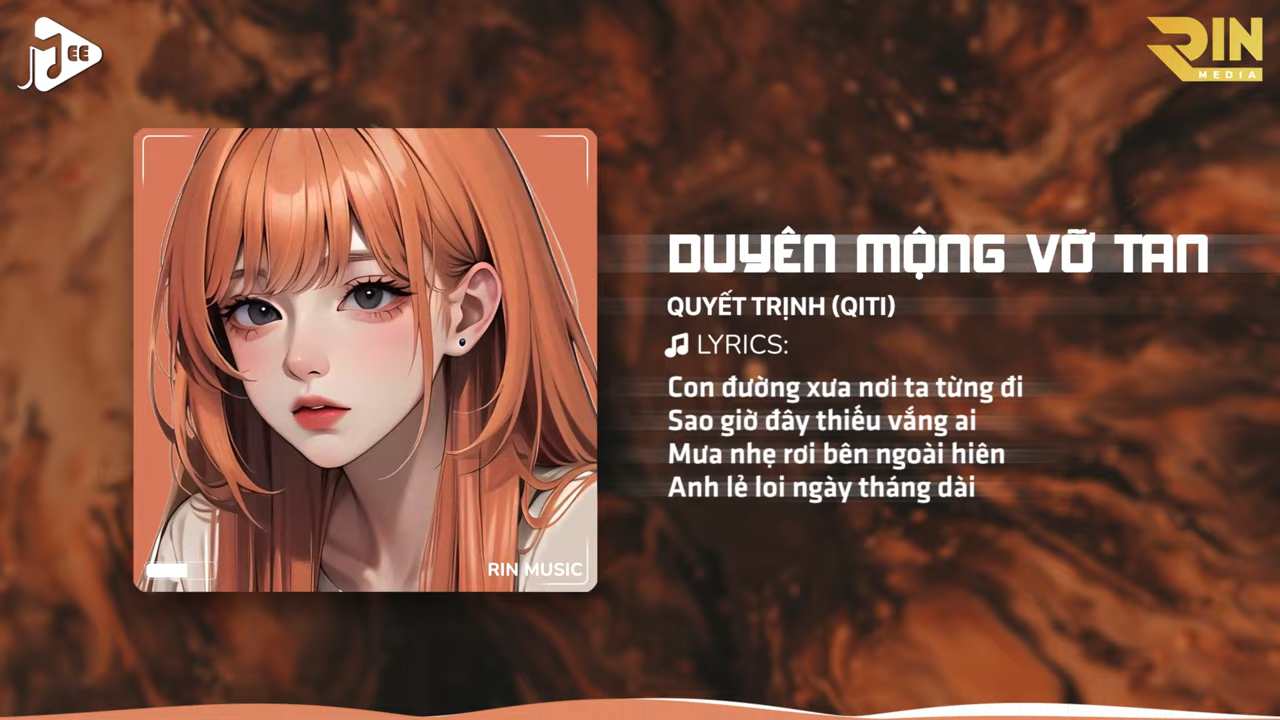 EE
RIN
MEDIA
DUYÊN MỘNG VỠ TAN
QUYẾT TRỊNH (QITI)
LYRICS:
Con đường xưa nơi ta từng đi
Sao giờ đây thiếu vắng ai
Mưa nhẹ rơi bên ngoài hiên
Anh lẻ loi ngày tháng dài
RIN MUSIC